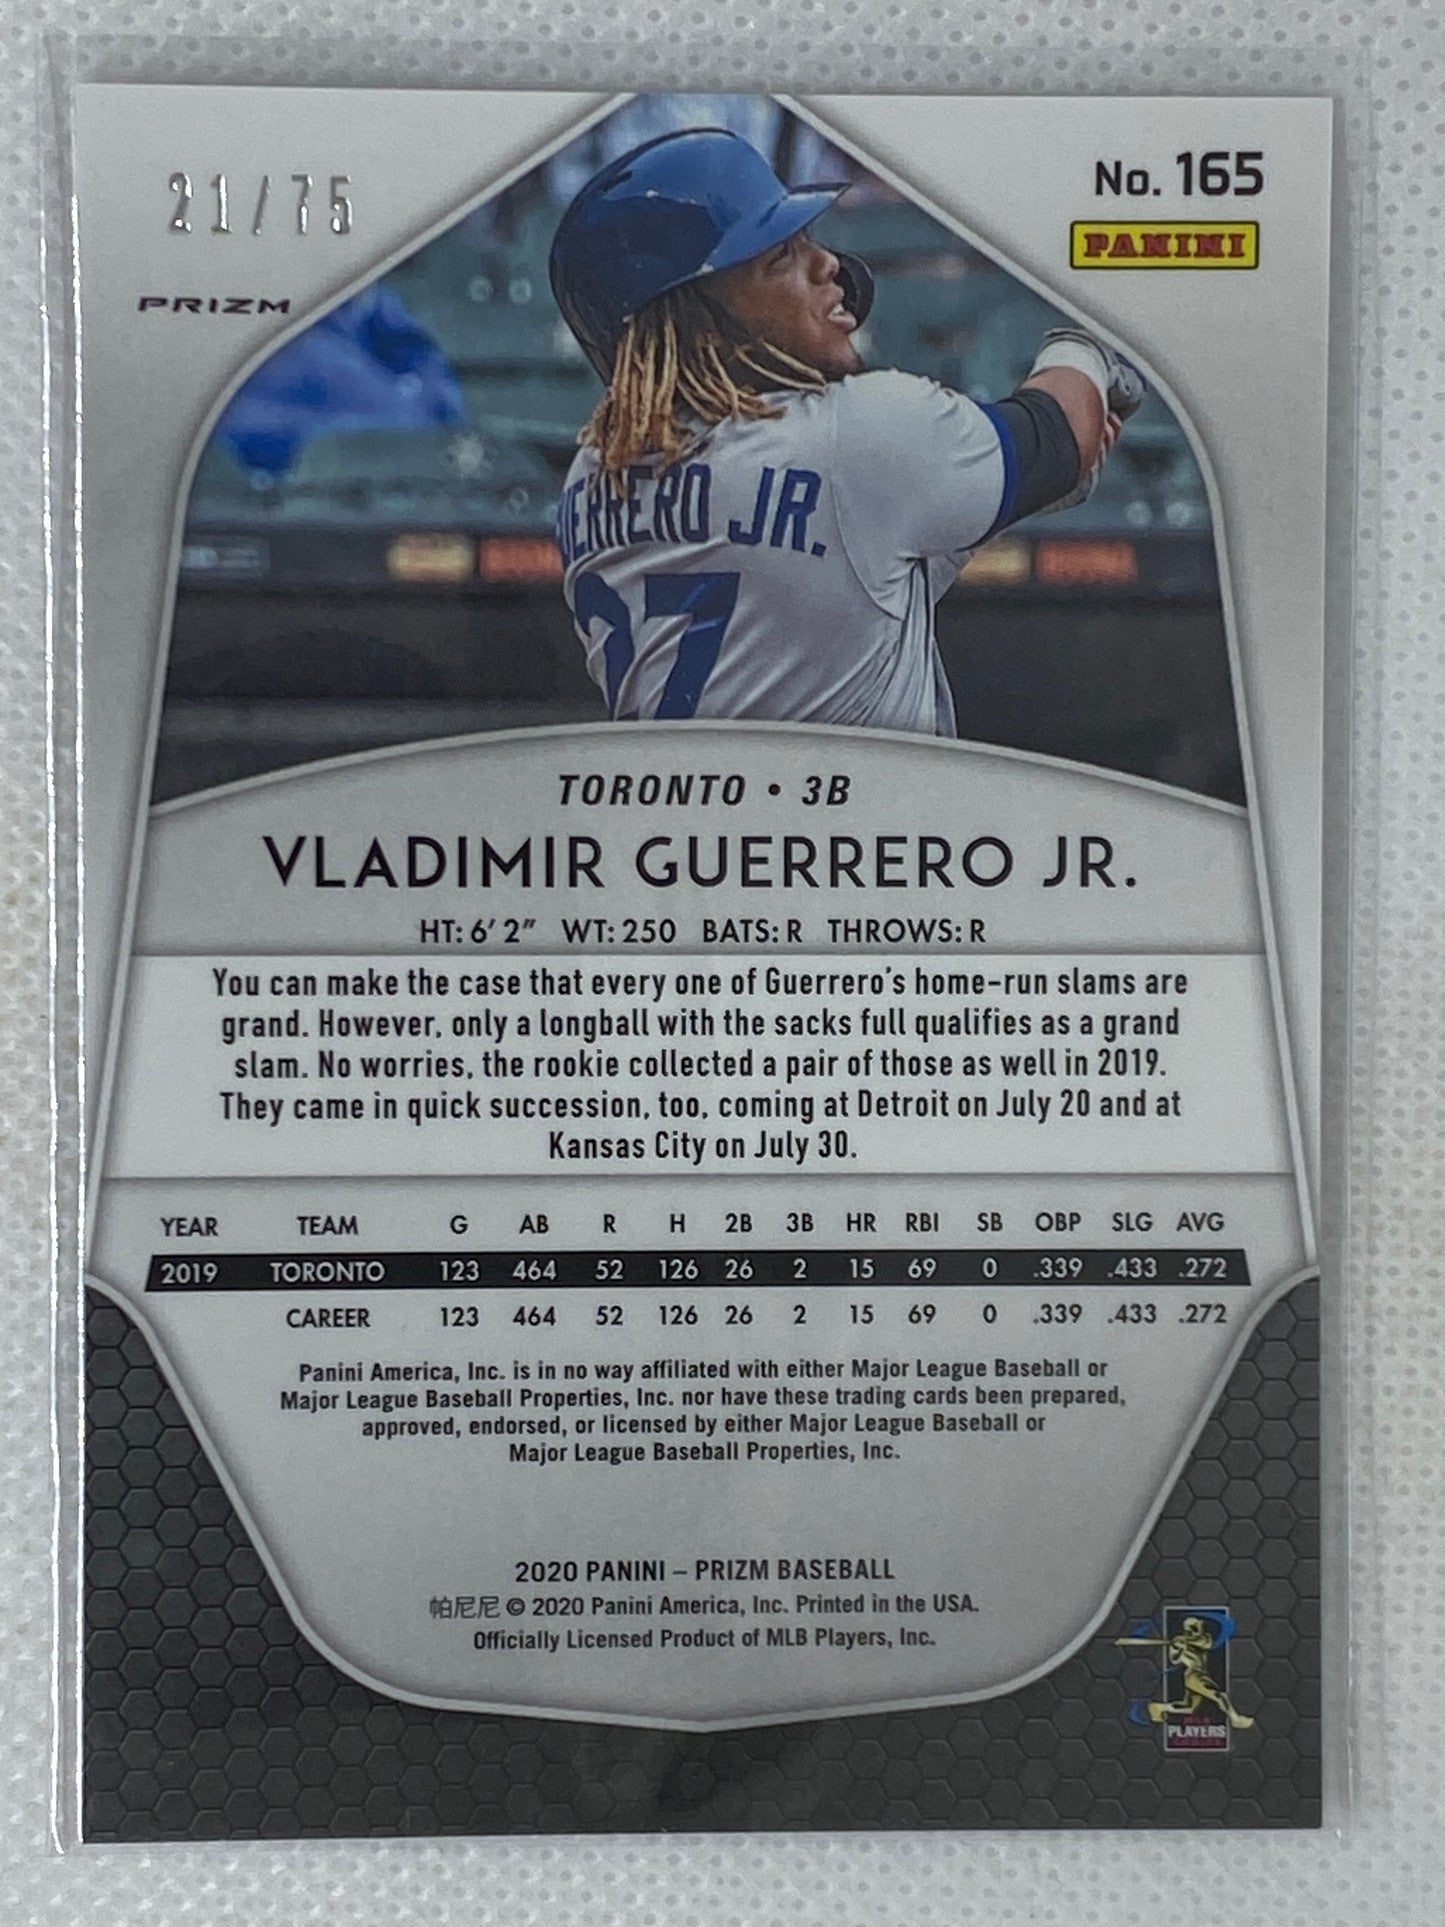 21/75
No. 165
PANINI
PRIZM
UERRERO JR.
27
TORONTO • 3B
VLADIMIR GUERRERO JR.
HT: 6' 2" WT: 250 BATS: R THROWS: R
You can make the case that every one of Guerrero's home-run slams are
grand. However, only a longball with the sacks full qualifies as a grand
slam. No worries, the rookie collected a pair of those as well in 2019.
They came in quick succession, too, coming at Detroit on July 20 and at
Kansas City on July 30.
YEAR TEAM G AB R H 2B 3B HR RBI SB OBP SLG AVG
2019 TORONTO 123 464 52 126 26 2 15 69 0 .339 .433 .272
CAREER 123 464 52 126 26 2 15 69 0 .339 .433 .272
Panini America, Inc. is in no way affiliated with either Major League Baseball or
Major League Baseball Properties, Inc. nor have these trading cards been prepared,
approved, endorsed, or licensed by either Major League Baseball or
Major League Baseball Properties, Inc.
2020 PANINI – PRIZM BASEBALL
帕尼尼 © 2020 Panini America, Inc. Printed in the USA.
Officially Licensed Product of MLB Players, Inc.
MLB
PLAYERS